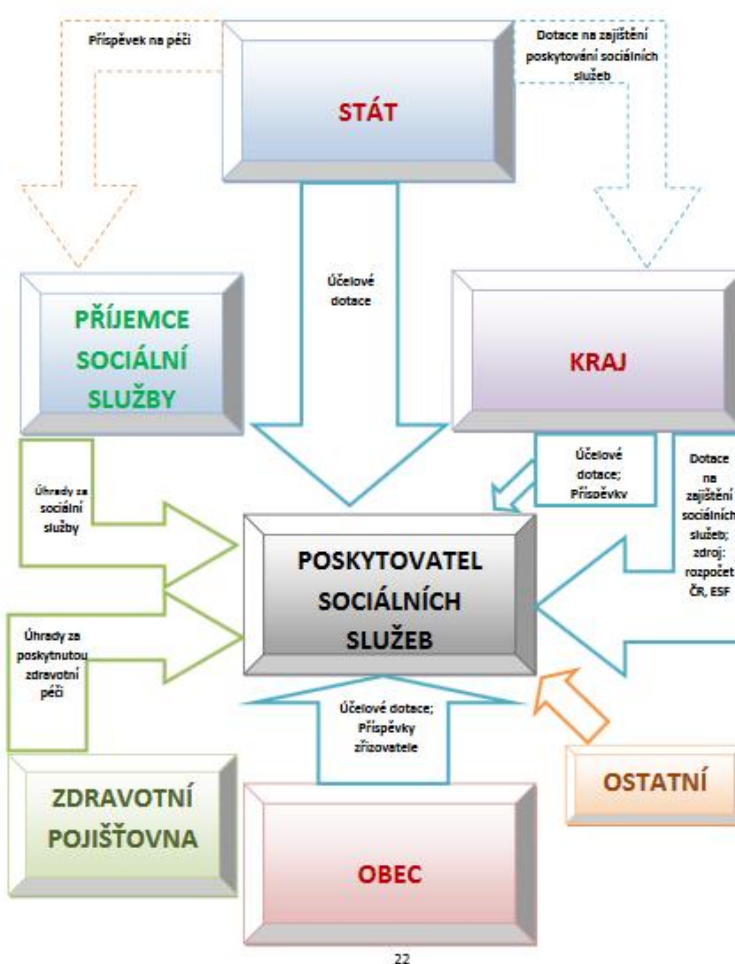 Příspěvek na péči
Dotace na zajištění
poskytování sociálních
služeb
STÁT
Účelové
dotace
PŘÍJEMCE
SOCIÁLNÍ
SLUŽBY
KRAJ
Účelové
dotace;
Příspěvky
Dotace
na
zajištění
sociálních
služeb;
zdroj:
rozpočet
ČR, ESF
Úhrady za
sociální
služby
POSKYTOVATEL
SOCIÁLNÍCH
SLUŽEB
Úhrady za
poskytnutou
zdravotní
péči
Účelové dotace;
Příspěvky
zřizovatele
ZDRAVOTNÍ
POJIŠŤOVNA
OBEC
OSTATNÍ
22